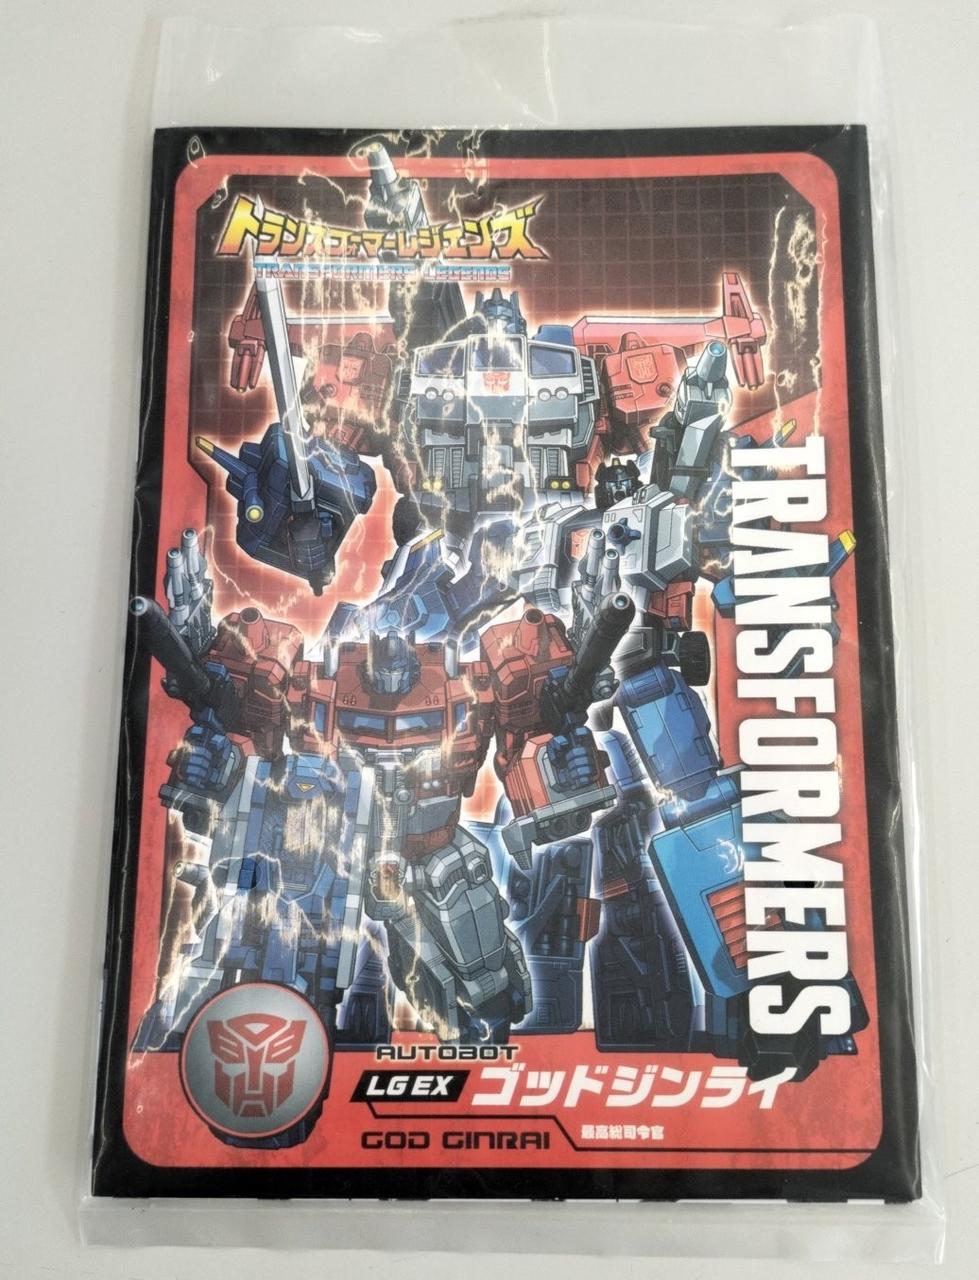 トランスフォーマーレジェンズ
TRANSFORMERS LEGENDS
TRANSFORMERS
AUTOBOT
LG EX ゴッドジンライ
GOD GINRAI 最高総司令官